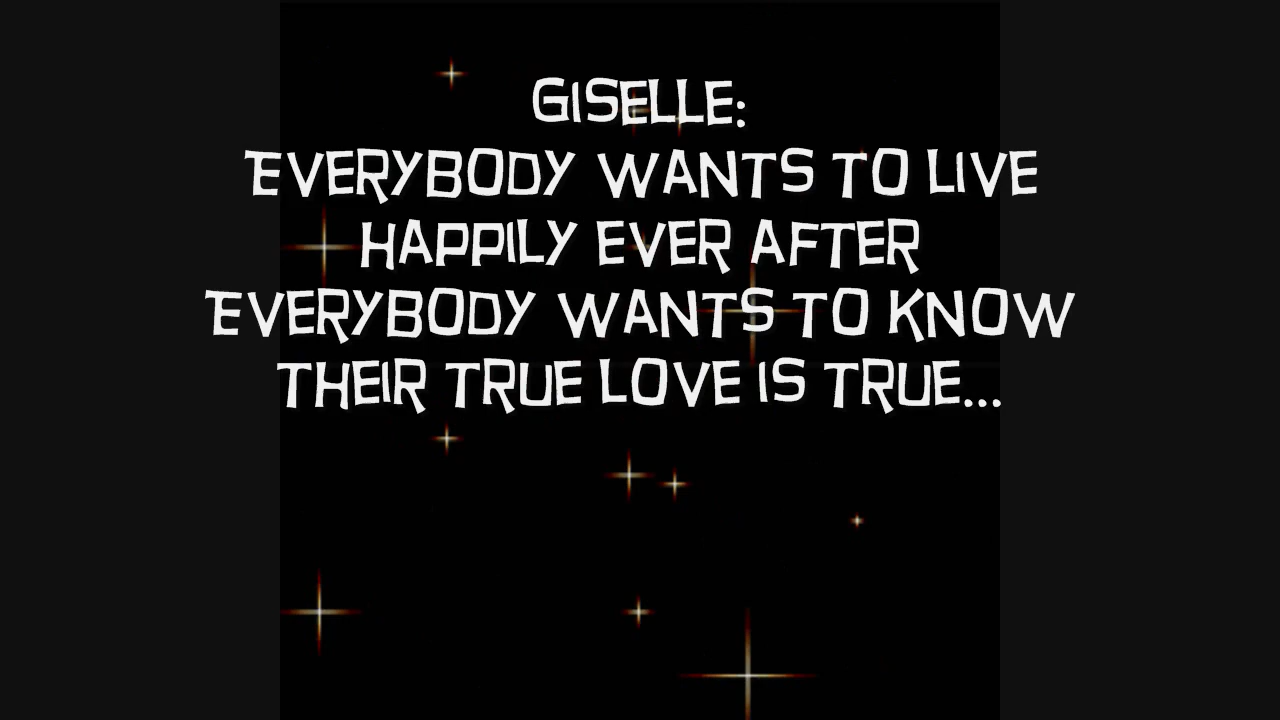 GISELLE:
EVERYBODY WANTS TO LIVE
HAPPILY EVER AFTER
EVERYBODY WANTS TO KNOW
THEIR TRUE LOVE IS TRUE...